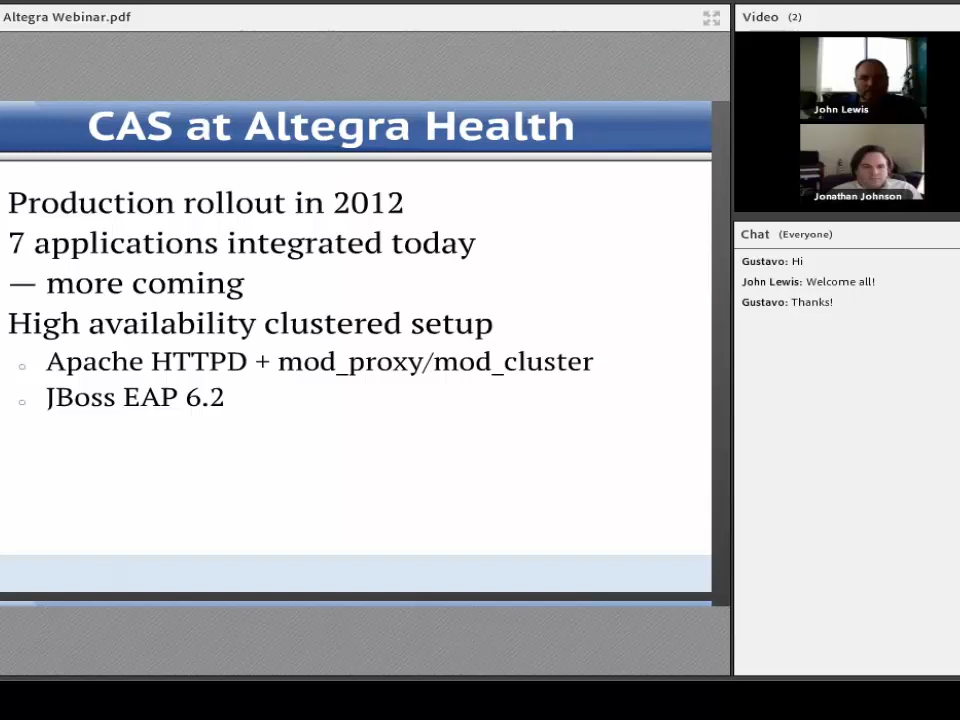 Altegra Webinar.pdf
CAS at Altegra Health
Production rollout in 2012
7 applications integrated today
— more coming
High availability clustered setup
Apache HTTPD + mod_proxy/mod_cluster
JBoss EAP 6.2
Video (2)
John Lewis
Jonathan Johnson
Chat (Everyone)
Gustavo: Hi
John Lewis: Welcome all!
Gustavo: Thanks!